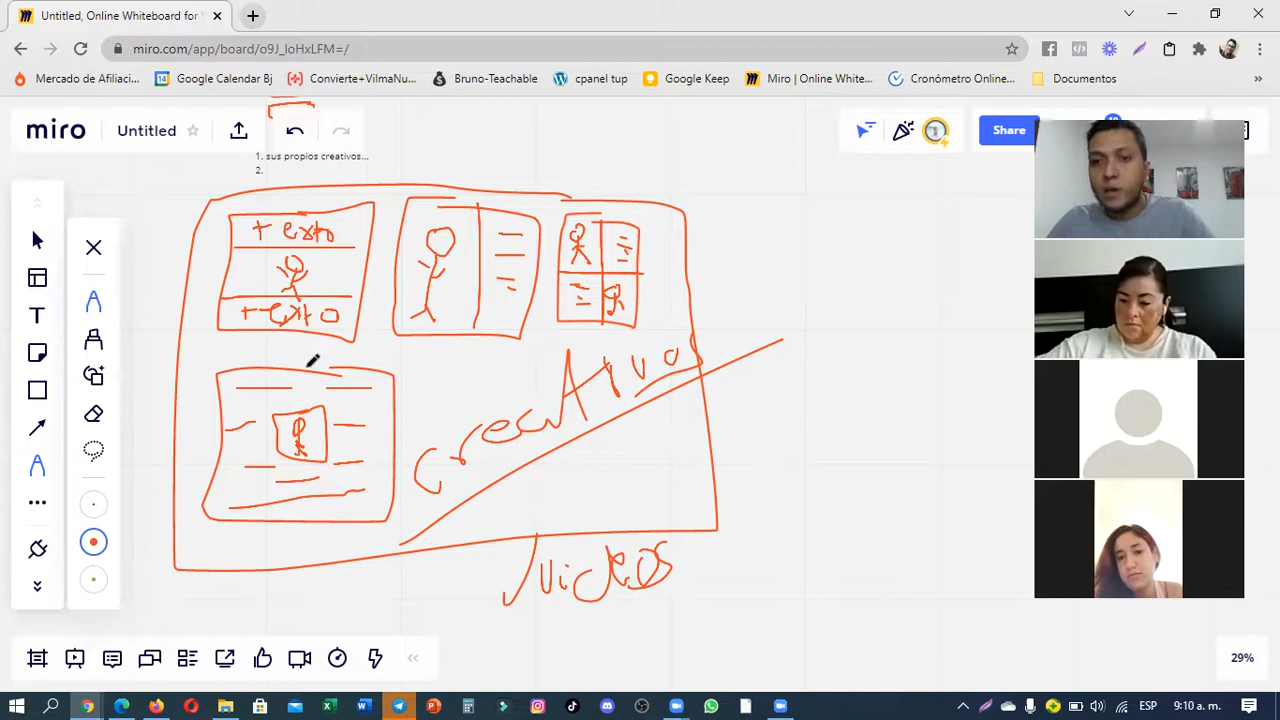 Untitled, Online Whiteboard for V
miro.com/app/board/o9J_loHxLFM=/
Mercado de Afiliaci...
14
Google Calendar Bj
Convierte+VilmaNu...
Bruno-Teachable
cpanel tup
Google Keep
Miro | Online White...
Cronómetro Online...
Documentos
»
miro
Untitled
Share
1. sus propios creativos...
2.
texto
texto
Creativos
Videos
29%
ESP
9:10 a. m.